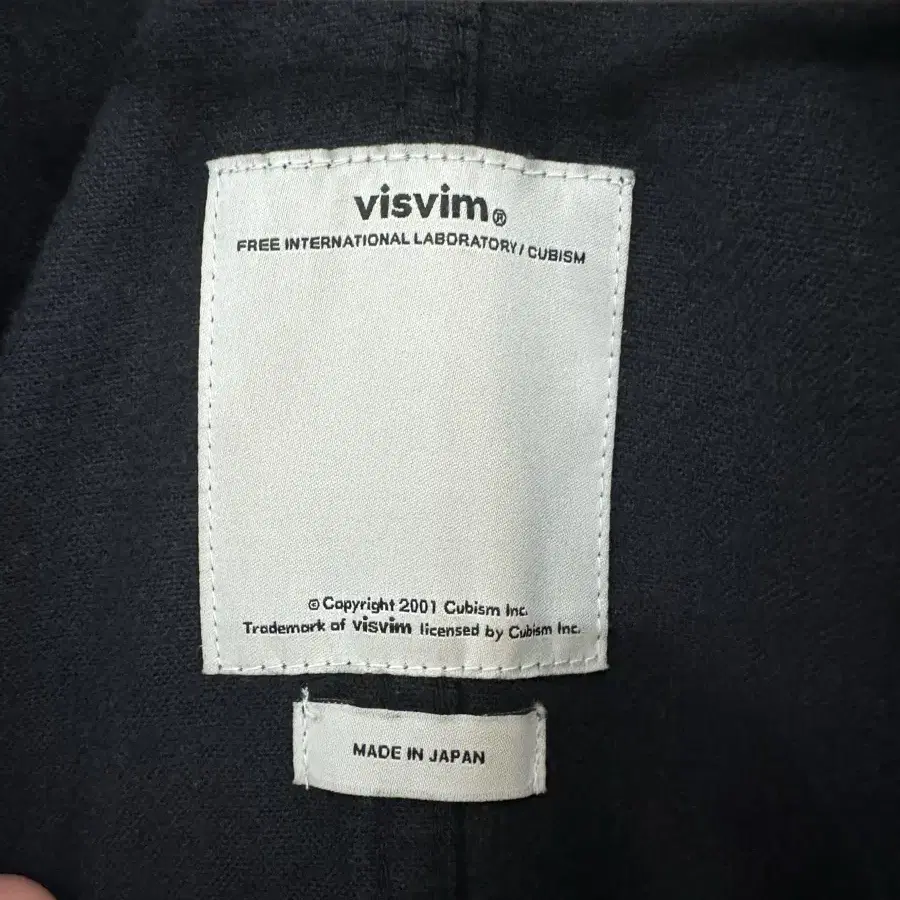 visvim®
FREE INTERNATIONAL LABORATORY / CUBISM
© Copyright 2001 Cubism Inc.
Trademark of visvim licensed by Cubism Inc.
MADE IN JAPAN